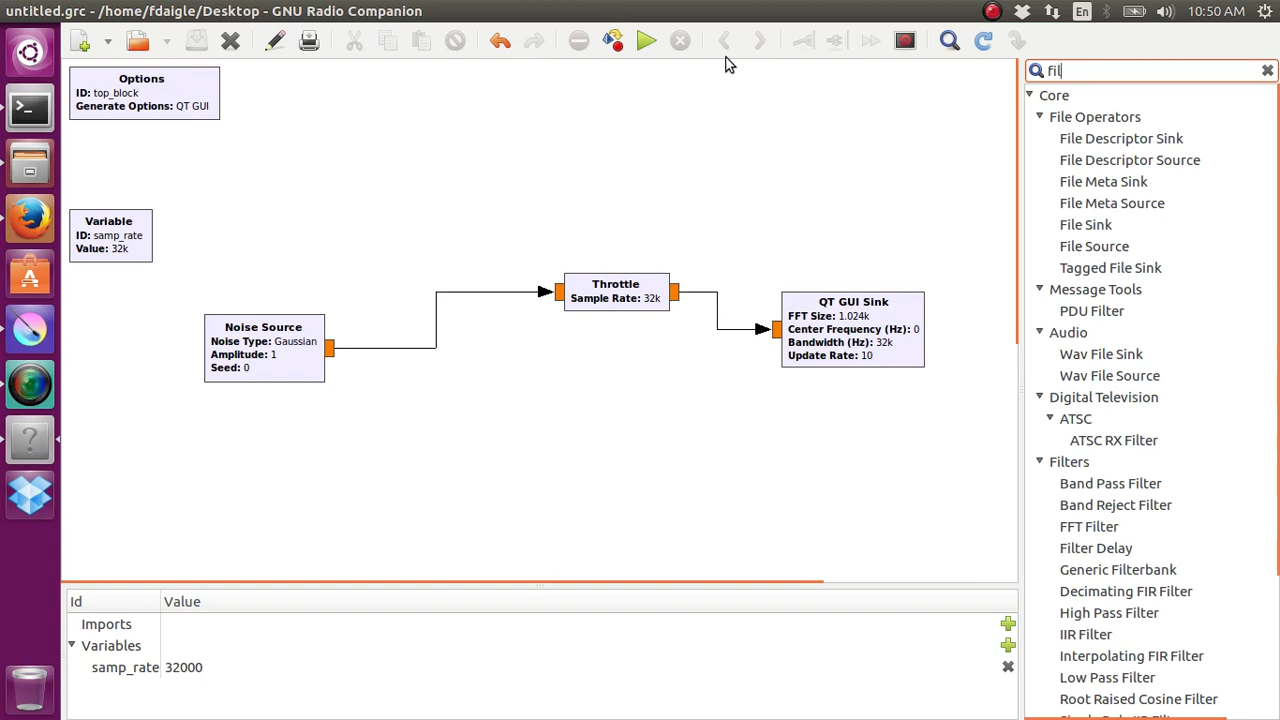 untitled.grc - /home/fdaigle/Desktop - GNU Radio Companion
En
10:50 AM
fil
Options
ID: top_block
Generate Options: QT GUI
Variable
ID: samp_rate
Value: 32k
Noise Source
Noise Type: Gaussian
Amplitude: 1
Seed: 0
Throttle
Sample Rate: 32k
QT GUI Sink
FFT Size: 1.024k
Center Frequency (Hz): 0
Bandwidth (Hz): 32k
Update Rate: 10
Core
File Operators
File Descriptor Sink
File Descriptor Source
File Meta Sink
File Meta Source
File Sink
File Source
Tagged File Sink
Message Tools
PDU Filter
Audio
Wav File Sink
Wav File Source
Digital Television
ATSC
ATSC RX Filter
Filters
Band Pass Filter
Band Reject Filter
FFT Filter
Filter Delay
Generic Filterbank
Decimating FIR Filter
High Pass Filter
IIR Filter
Interpolating FIR Filter
Low Pass Filter
Root Raised Cosine Filter
Id Value
Imports
Variables
samp_rate 32000